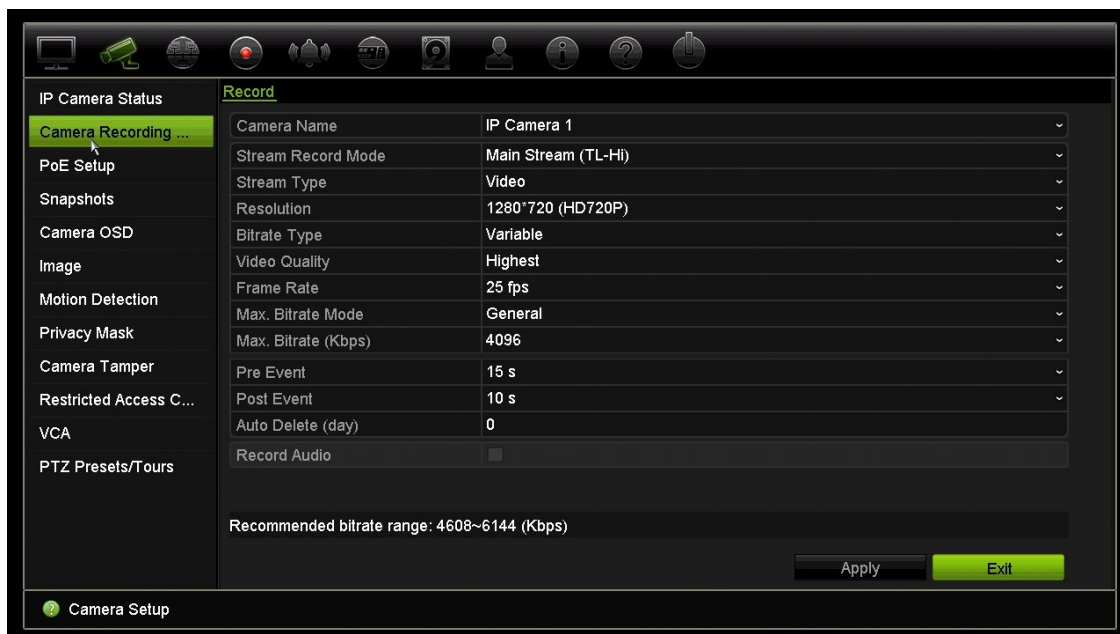 IP Camera Status
Camera Recording ...
PoE Setup
Snapshots
Camera OSD
Image
Motion Detection
Privacy Mask
Camera Tamper
Restricted Access C...
VCA
PTZ Presets/Tours
Record
Camera Name IP Camera 1
Stream Record Mode Main Stream (TL-Hi)
Stream Type Video
Resolution 1280*720 (HD720P)
Bitrate Type Variable
Video Quality Highest
Frame Rate 25 fps
Max. Bitrate Mode General
Max. Bitrate (Kbps) 4096
Pre Event 15 s
Post Event 10 s
Auto Delete (day) 0
Record Audio
Recommended bitrate range: 4608~6144 (Kbps)
Apply Exit
Camera Setup